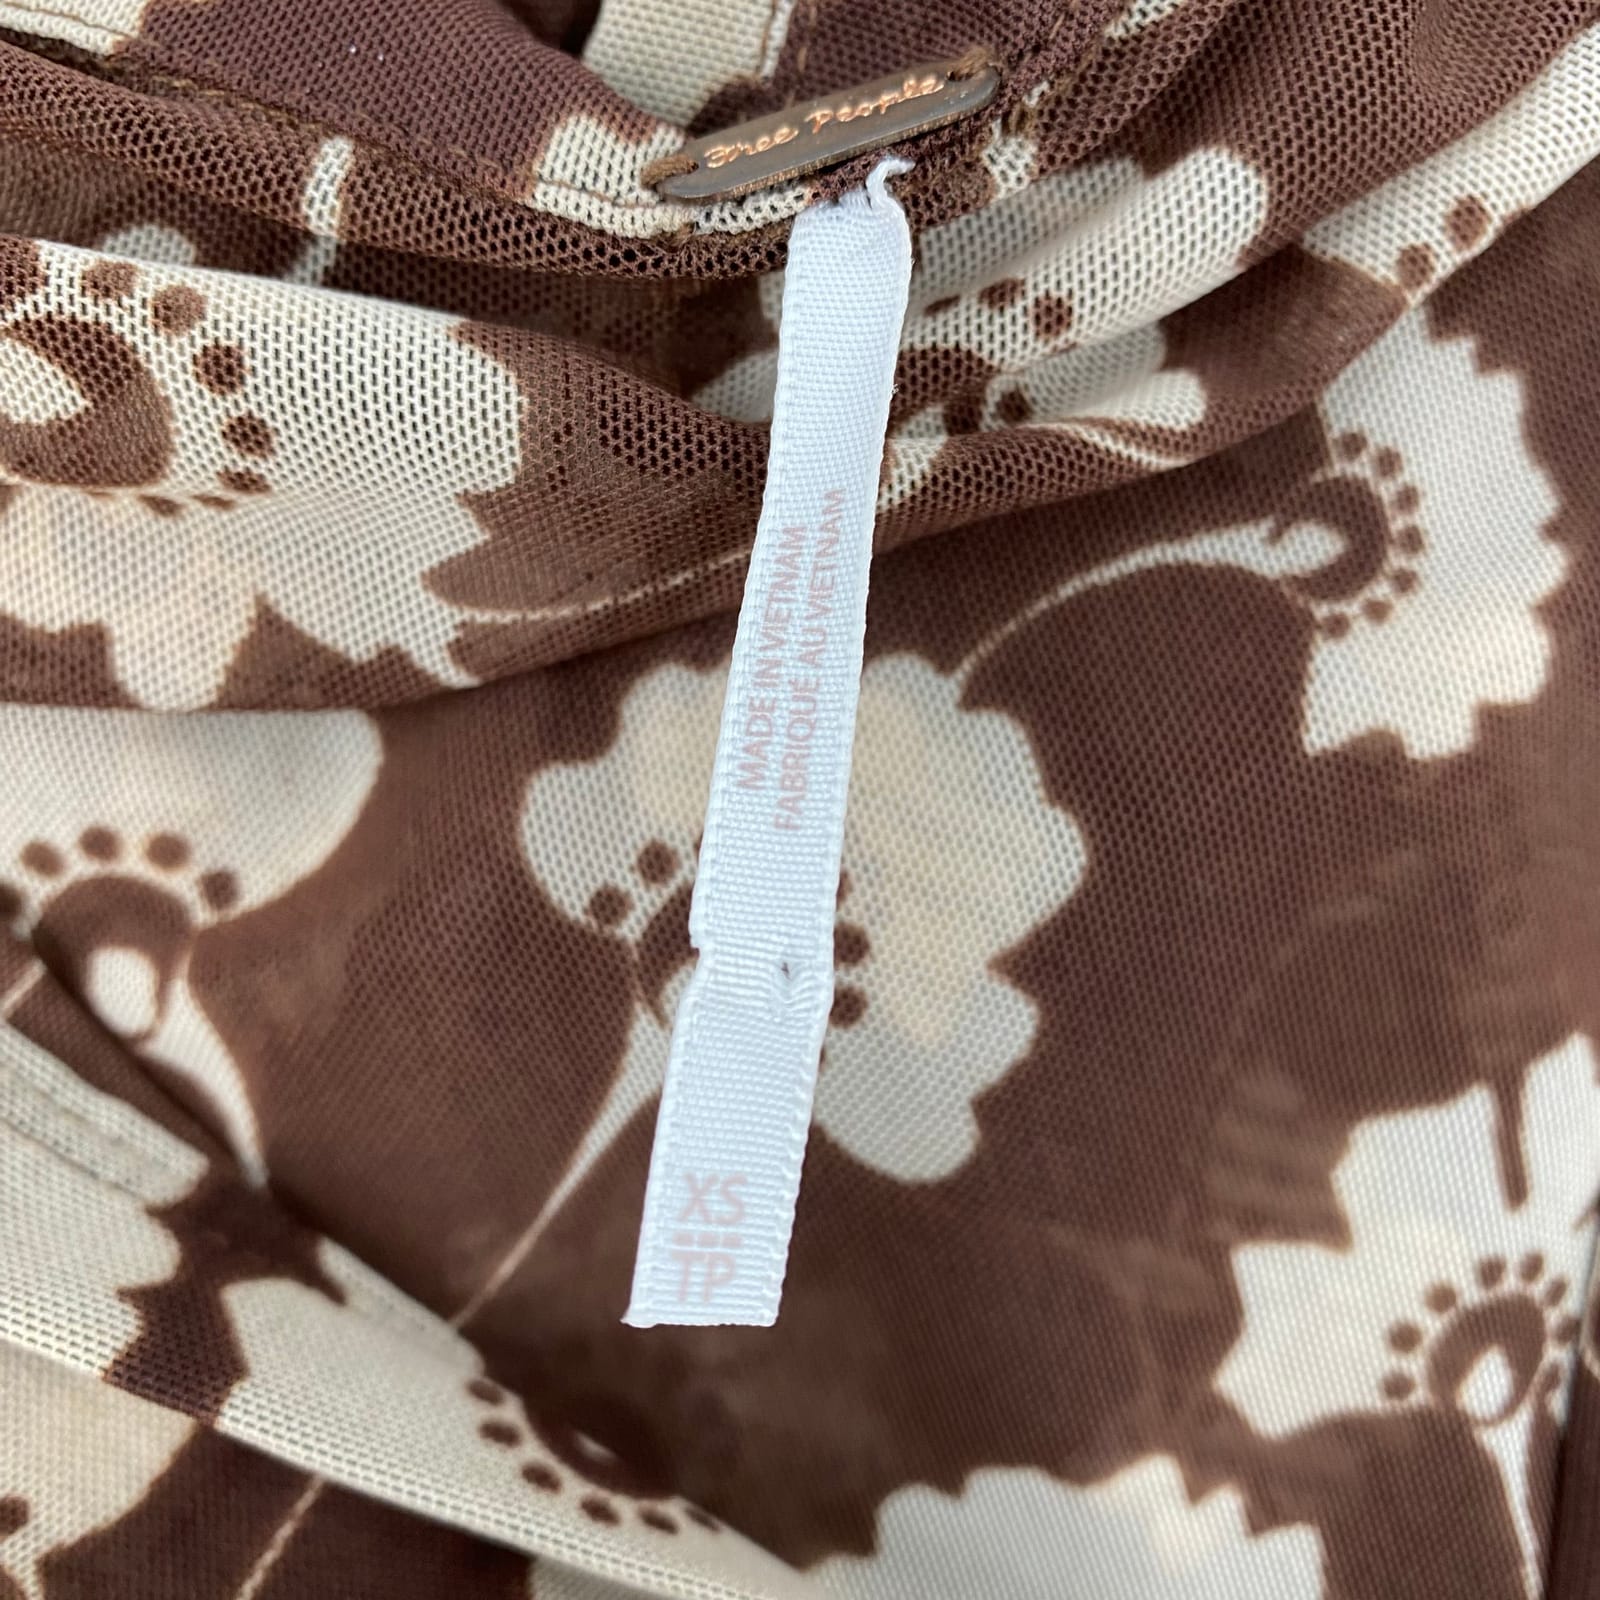 Free People
MADE IN VIETNAM
FABRIQUÉ AU VIETNAM
XS
TP